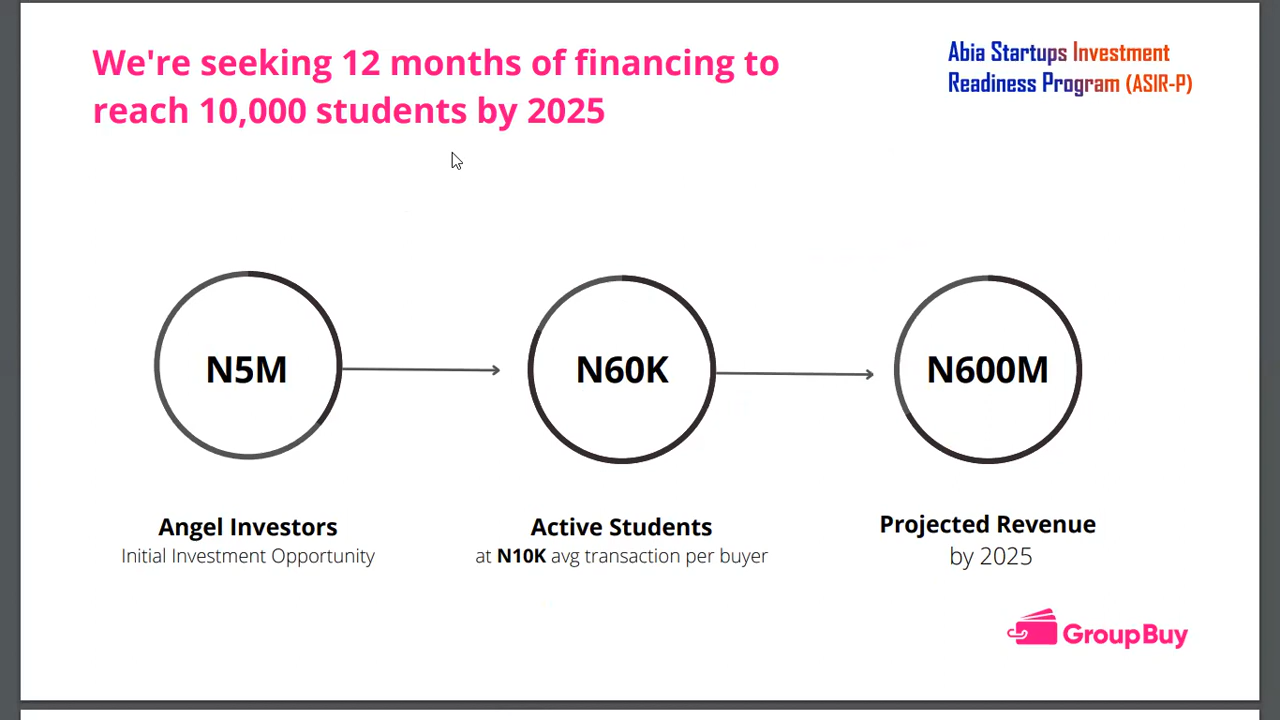 We're seeking 12 months of financing to
reach 10,000 students by 2025
Abia Startups Investment
Readiness Program (ASIR-P)
N5M
N60K
N600M
Angel Investors
Initial Investment Opportunity
Active Students
at N10K avg transaction per buyer
Projected Revenue
by 2025
GroupBuy